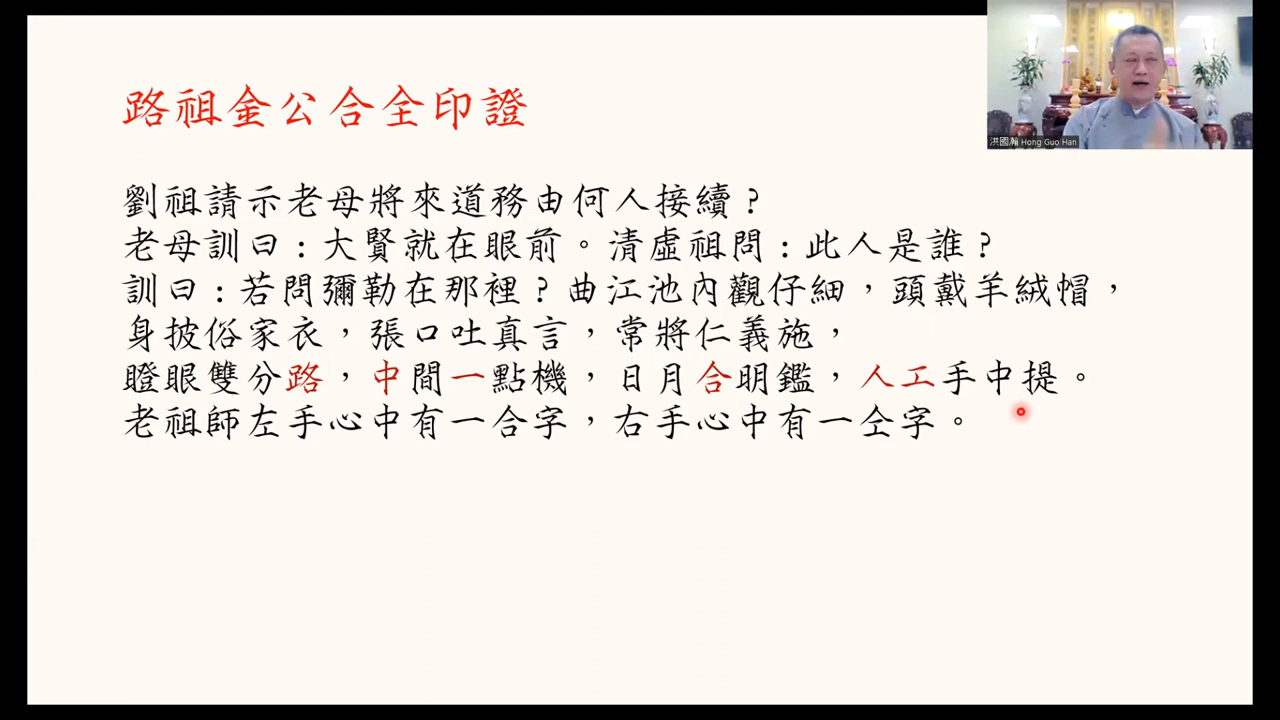 洪國瀚 Hong Guo Han
路祖金公合仝印證
劉祖請示老母將來道務由何人接續?
老母訓曰:大賢就在眼前。清虛祖問:此人是誰?
訓曰:若問彌勒在那裡?曲江池內觀仔細,頭戴羊絨帽,
身披俗家衣,張口吐真言,常將仁義施,
瞪眼雙分路,中間一點機,日月合明鑑,人工手中提。
老祖師左手心中有一合字,右手心中有一仝字。